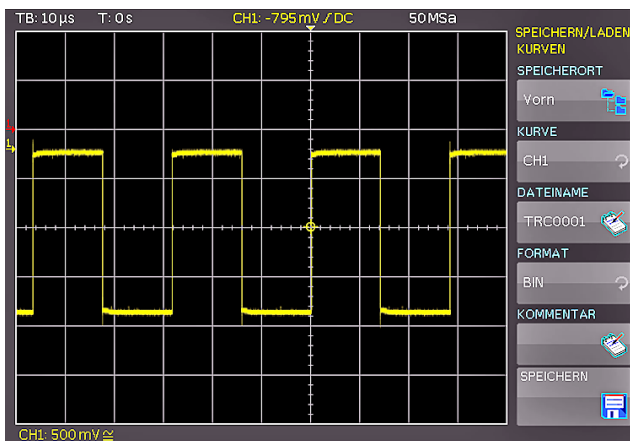 TB: 10 µs T: 0 s CH1: -795 mV / DC 50 MSa
SPEICHERN/LADEN
KURVEN
SPEICHERORT
Vorn
KURVE
CH1
DATEINAME
TRC0001
FORMAT
BIN
KOMMENTAR
SPEICHERN
1
CH1: 500 mV ≅